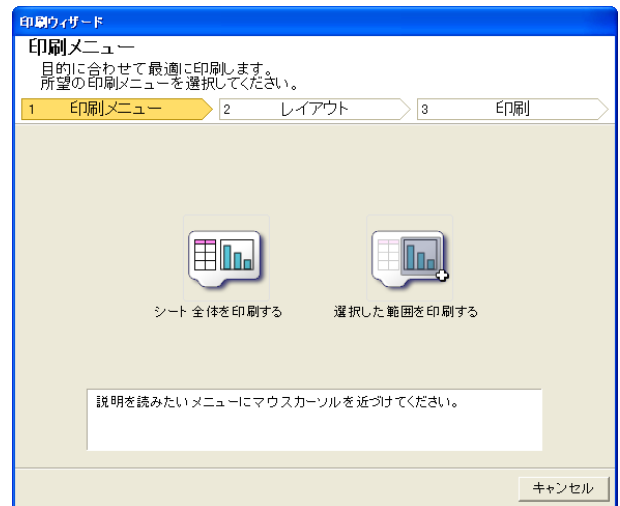 印刷ウィザード
印刷メニュー
目的に合わせて最適に印刷します。
所望の印刷メニューを選択してください。
1 印刷メニュー 2 レイアウト 3 印刷
シート全体を印刷する 選択した範囲を印刷する
説明を読みたいメニューにマウスカーソルを近づけてください。
キャンセル